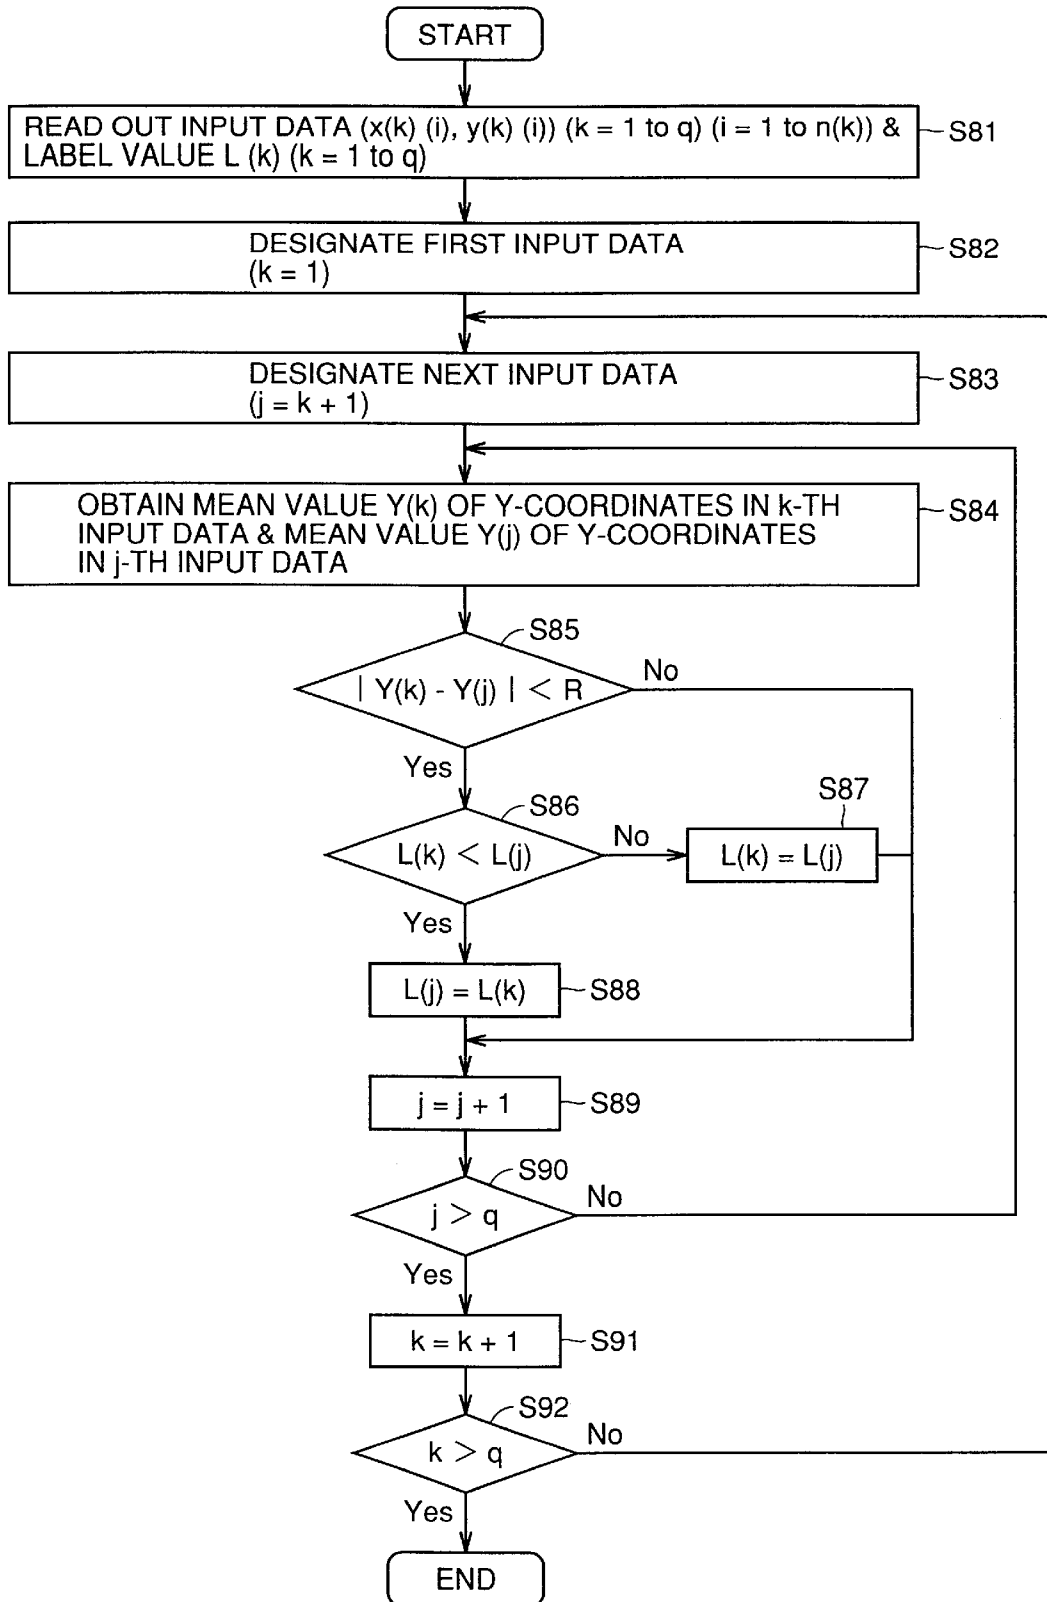 START
READ OUT INPUT DATA (x(k) (i), y(k) (i)) (k = 1 to q) (i = 1 to n(k)) &
LABEL VALUE L (k) (k = 1 to q)
S81
DESIGNATE FIRST INPUT DATA
(k = 1)
S82
DESIGNATE NEXT INPUT DATA
(j = k + 1)
S83
OBTAIN MEAN VALUE Y(k) OF Y-COORDINATES IN k-TH
INPUT DATA & MEAN VALUE Y(j) OF Y-COORDINATES
IN j-TH INPUT DATA
S84
S85
| Y(k) - Y(j) | < R
No
Yes
S86
L(k) < L(j)
No
S87
L(k) = L(j)
Yes
L(j) = L(k)
S88
j = j + 1
S89
S90
j > q
No
Yes
k = k + 1
S91
S92
k > q
No
Yes
END